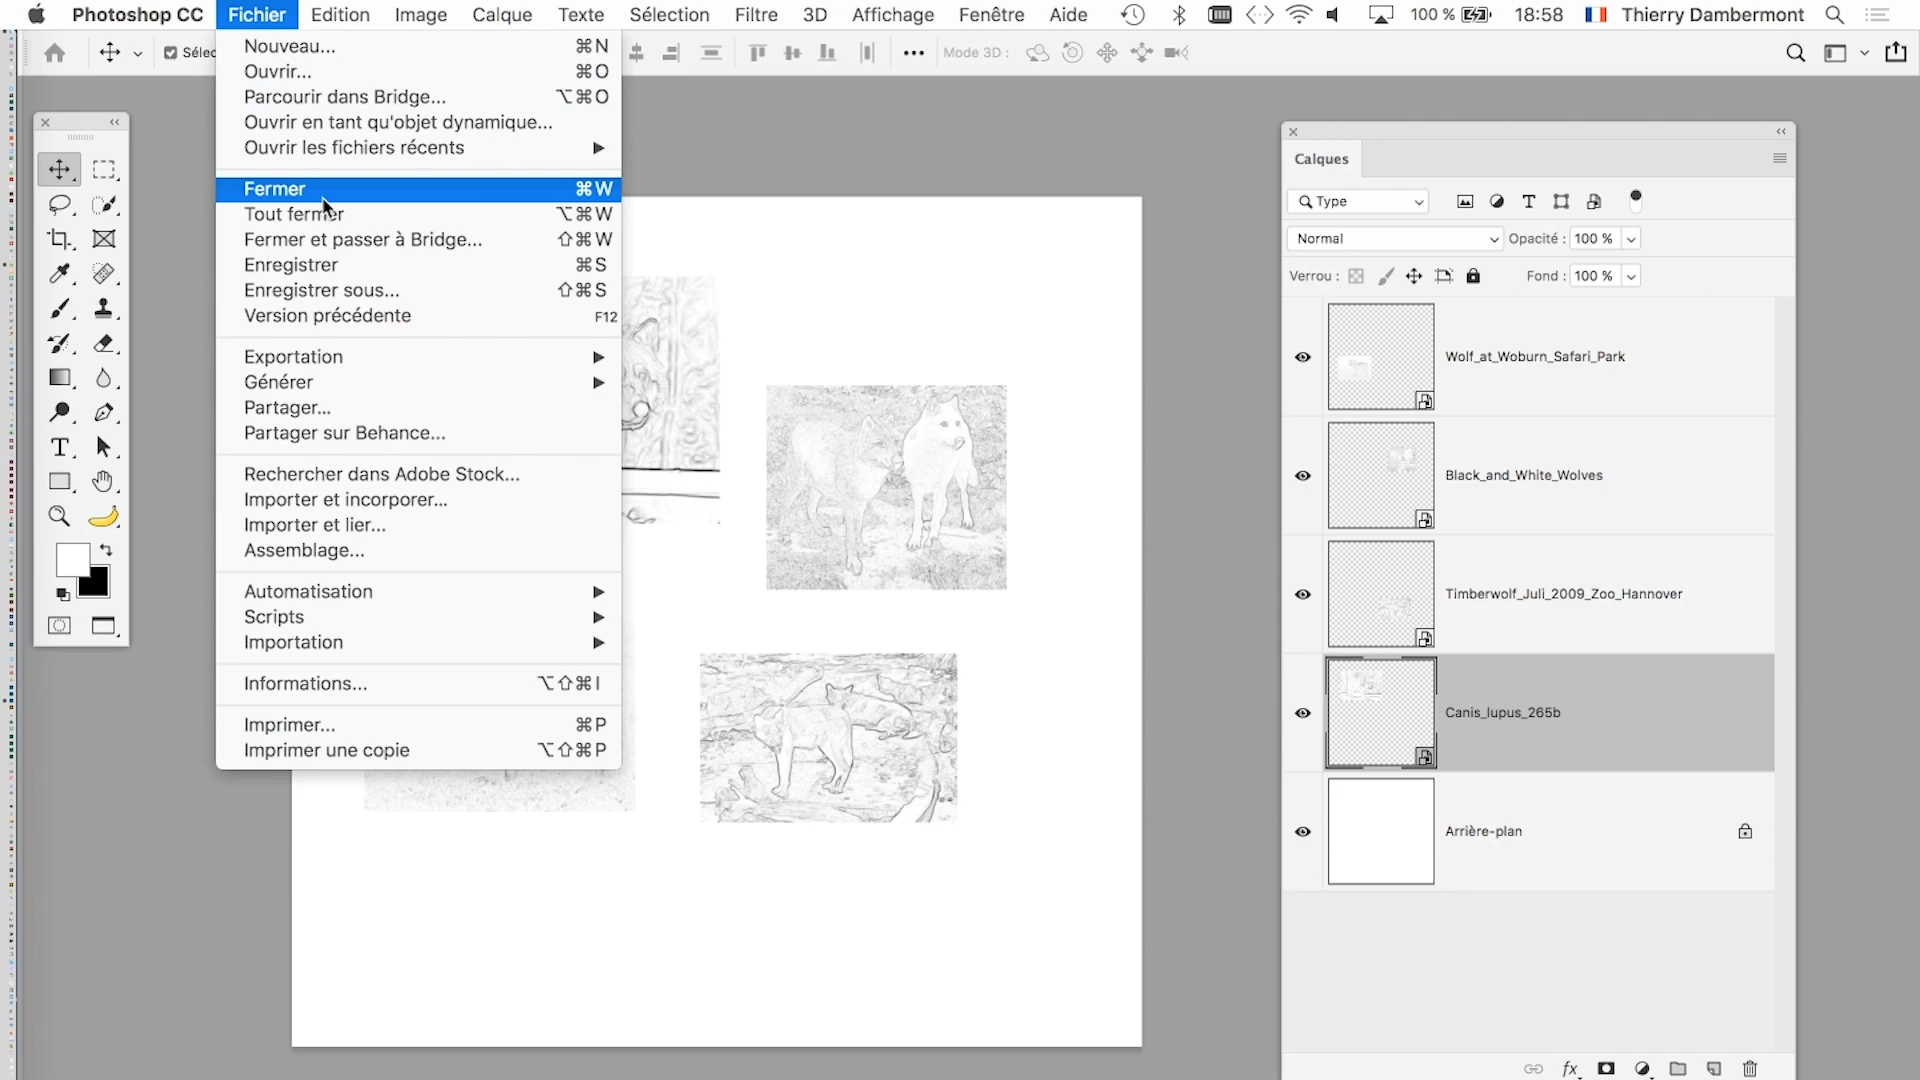 Photoshop CC Fichier Edition Image Calque Texte Sélection Filtre 3D Affichage Fenêtre Aide 100 % 18:58 Thierry Dambermont
Sélec
Mode 3D :
Nouveau... ⌘N
Ouvrir... ⌘O
Parcourir dans Bridge... ⌥⌘O
Ouvrir en tant qu'objet dynamique...
Ouvrir les fichiers récents
Fermer ⌘W
Tout fermer ⌥⌘W
Fermer et passer à Bridge... ⇧⌘W
Enregistrer ⌘S
Enregistrer sous... ⇧⌘S
Version précédente F12
Exportation
Générer
Partager...
Partager sur Behance...
Rechercher dans Adobe Stock...
Importer et incorporer...
Importer et lier...
Assemblage...
Automatisation
Scripts
Importation
Informations... ⌥⇧⌘I
Imprimer... ⌘P
Imprimer une copie ⌥⇧⌘P
Calques
Type
Normal Opacité : 100 %
Verrou : Fond : 100 %
Wolf_at_Woburn_Safari_Park
Black_and_White_Wolves
Timberwolf_Juli_2009_Zoo_Hannover
Canis_lupus_265b
Arrière-plan
fx